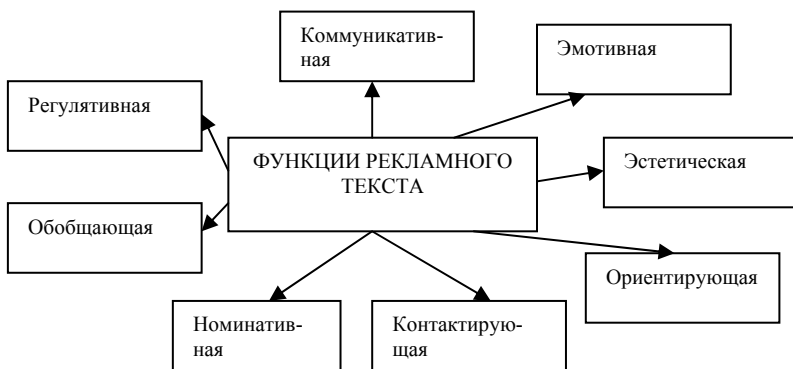 Коммуникатив-
ная
Эмотивная
Регулятивная
ФУНКЦИИ РЕКЛАМНОГО
ТЕКСТА
Эстетическая
Обобщающая
Ориентирующая
Номинатив-
ная
Контактирую-
щая